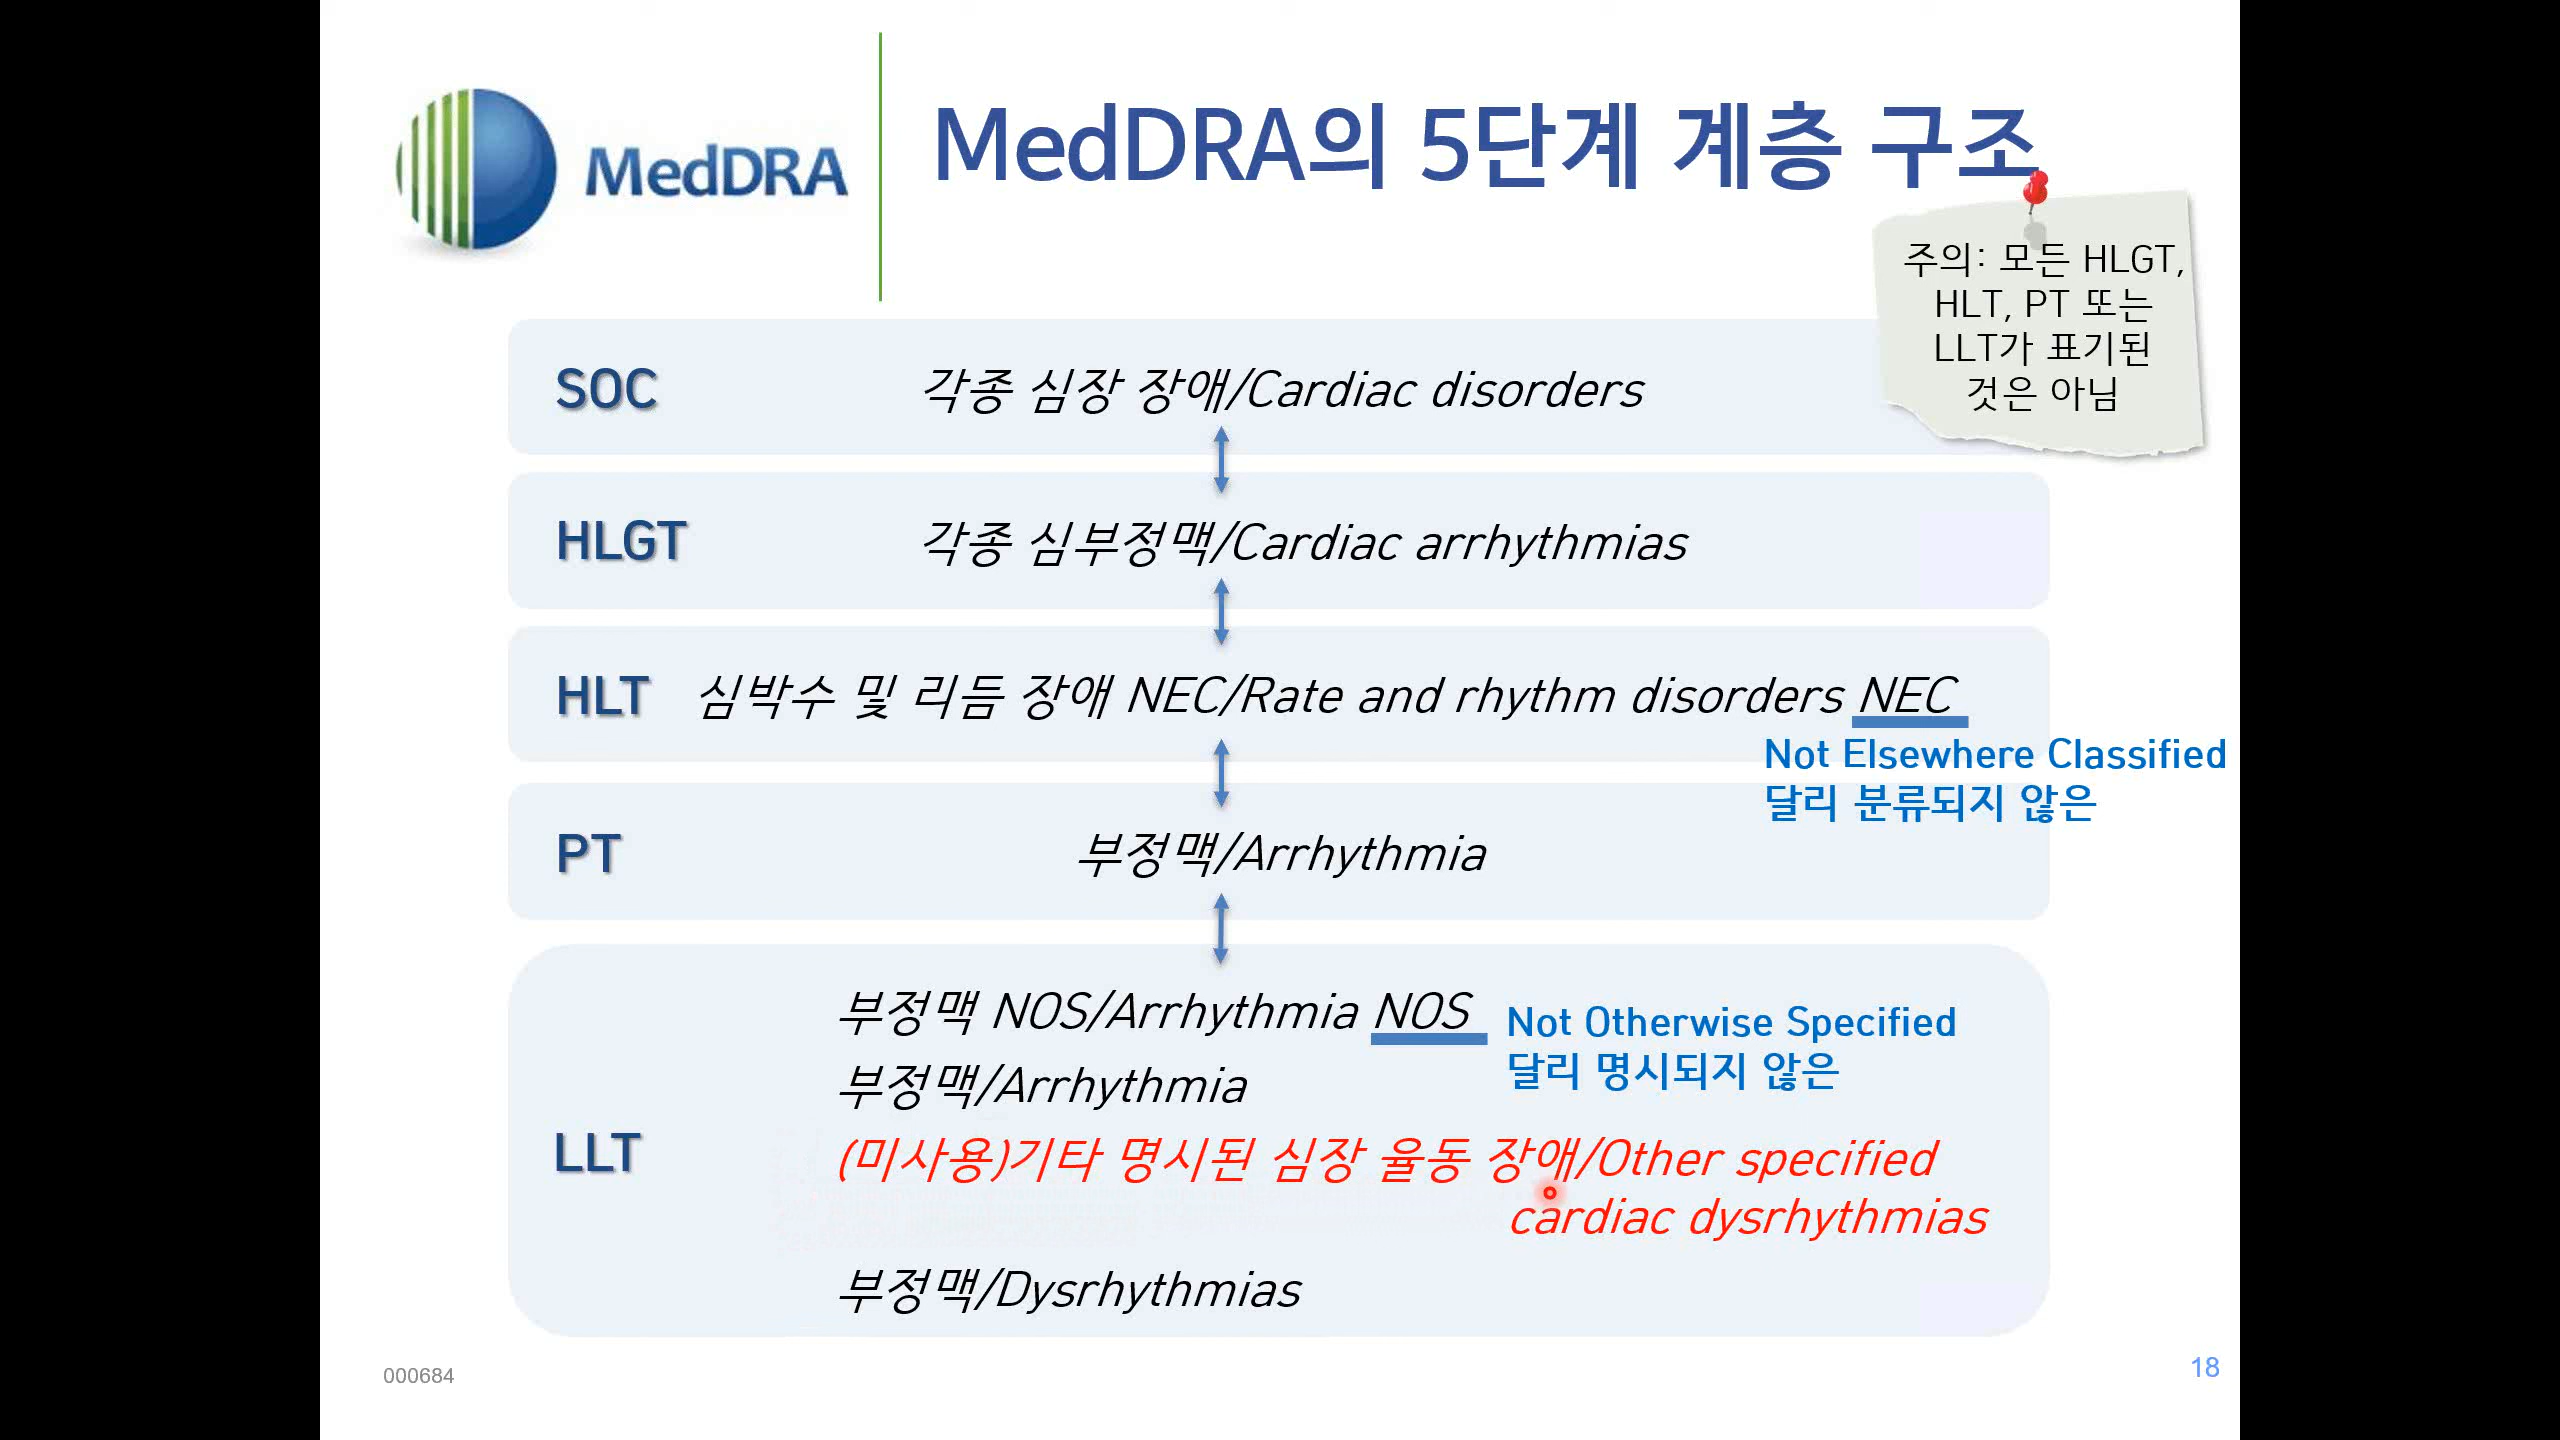 MedDRA
MedDRA의 5단계 계층 구조
주의: 모든 HLGT,
HLT, PT 또는
LLT가 표기된
것은 아님
SOC 각종 심장 장애/Cardiac disorders
HLGT 각종 심부정맥/Cardiac arrhythmias
HLT 심박수 및 리듬 장애 NEC/Rate and rhythm disorders NEC
Not Elsewhere Classified
달리 분류되지 않은
PT 부정맥/Arrhythmia
부정맥 NOS/Arrhythmia NOS
Not Otherwise Specified
달리 명시되지 않은
부정맥/Arrhythmia
LLT
(미사용)기타 명시된 심장 율동 장애/Other specified
cardiac dysrhythmias
부정맥/Dysrhythmias
000684
18